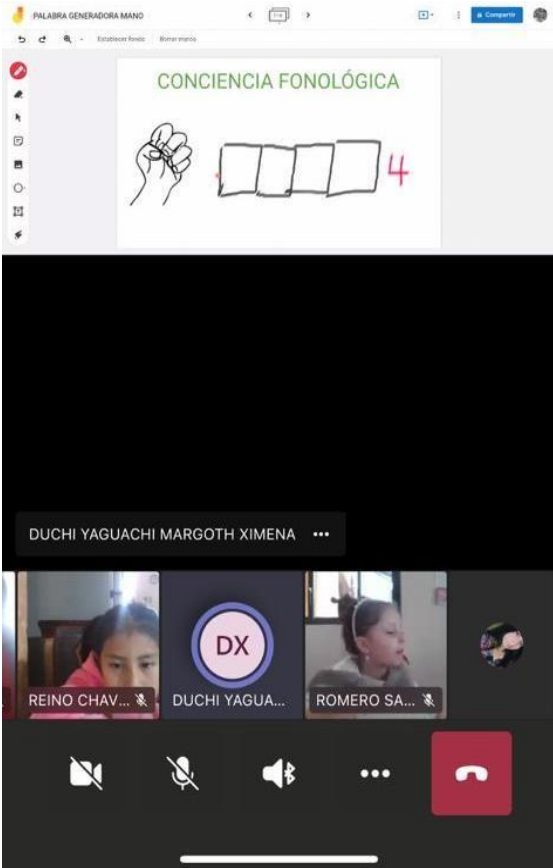 PALABRA GENERADORA MANO
Compartir
Establecer fondo Borrar marco
CONCIENCIA FONOLÓGICA
4
DUCHI YAGUACHI MARGOTH XIMENA
DX
REINO CHAV...
DUCHI YAGUA...
ROMERO SA...